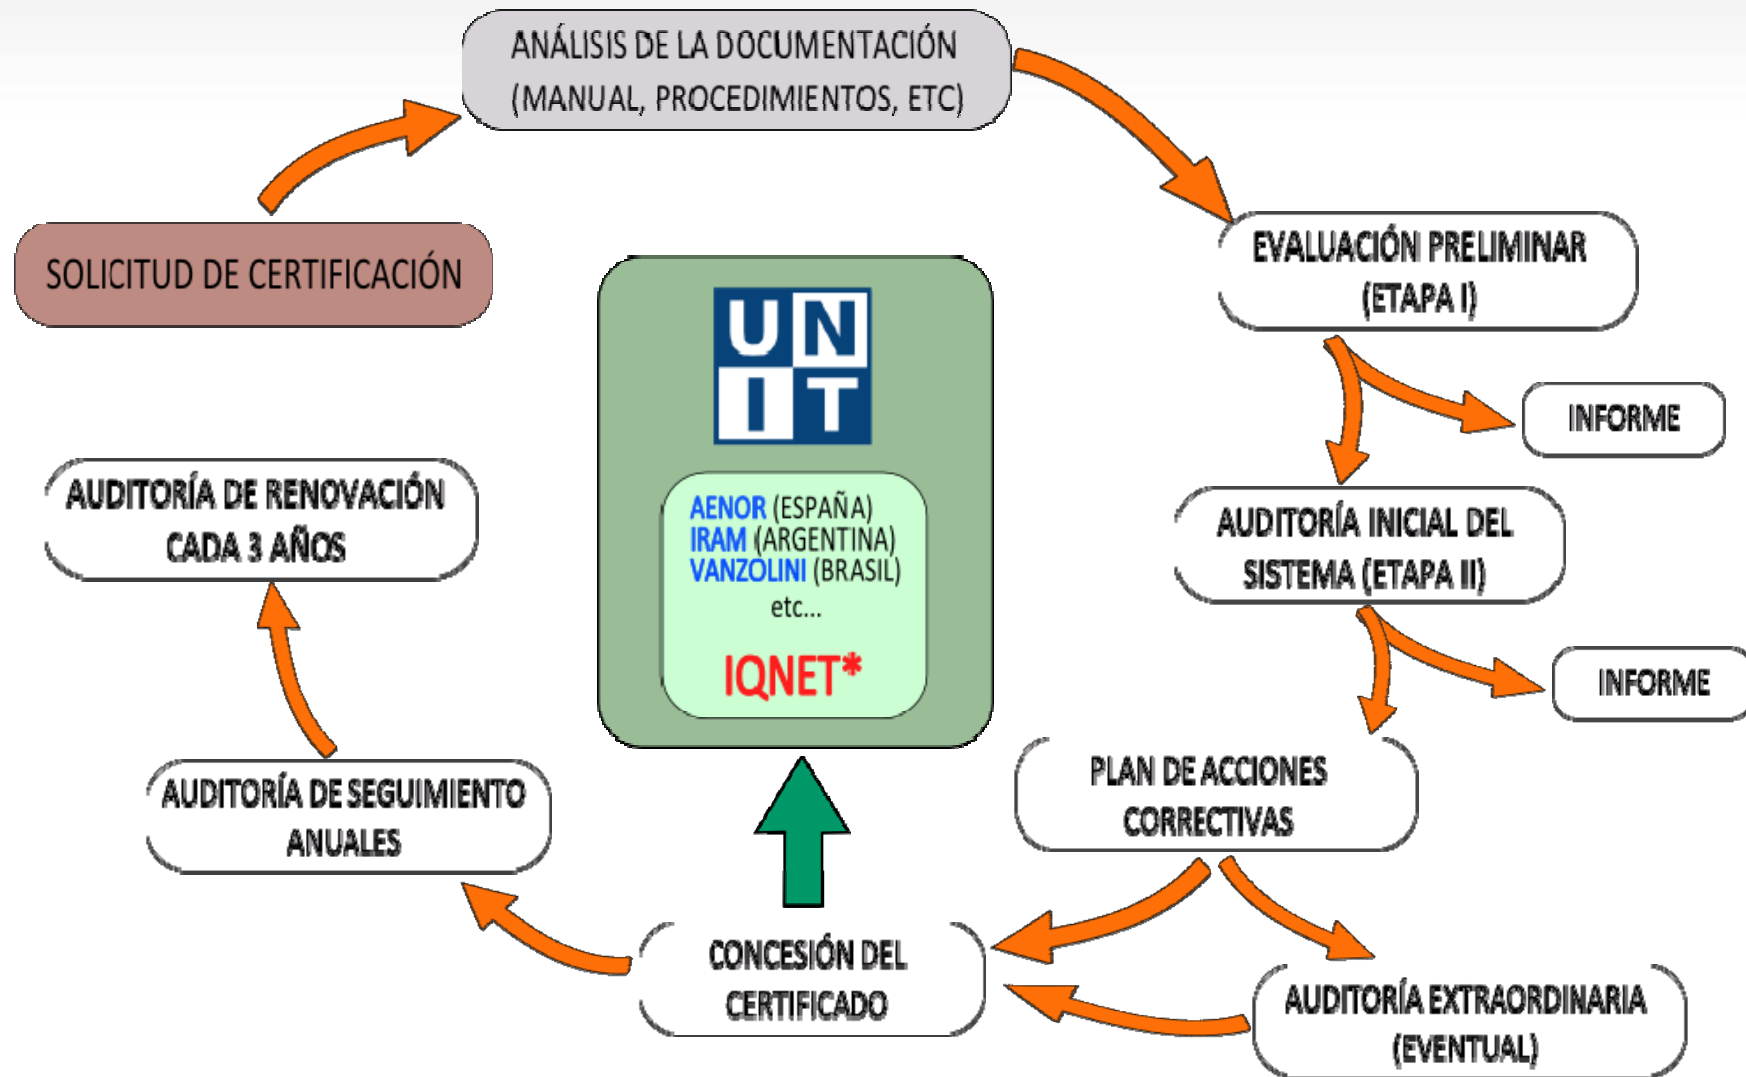 ANÁLISIS DE LA DOCUMENTACIÓN
(MANUAL, PROCEDIMIENTOS, ETC)
SOLICITUD DE CERTIFICACIÓN
EVALUACIÓN PRELIMINAR
(ETAPA I)
INFORME
UN
IT
AENOR (ESPAÑA)
IRAM (ARGENTINA)
VANZOLINI (BRASIL)
etc...
IQNET*
AUDITORÍA DE RENOVACIÓN
CADA 3 AÑOS
AUDITORÍA INICIAL DEL
SISTEMA (ETAPA II)
INFORME
PLAN DE ACCIONES
CORRECTIVAS
AUDITORÍA DE SEGUIMIENTO
ANUALES
CONCESIÓN DEL
CERTIFICADO
AUDITORÍA EXTRAORDINARIA
(EVENTUAL)